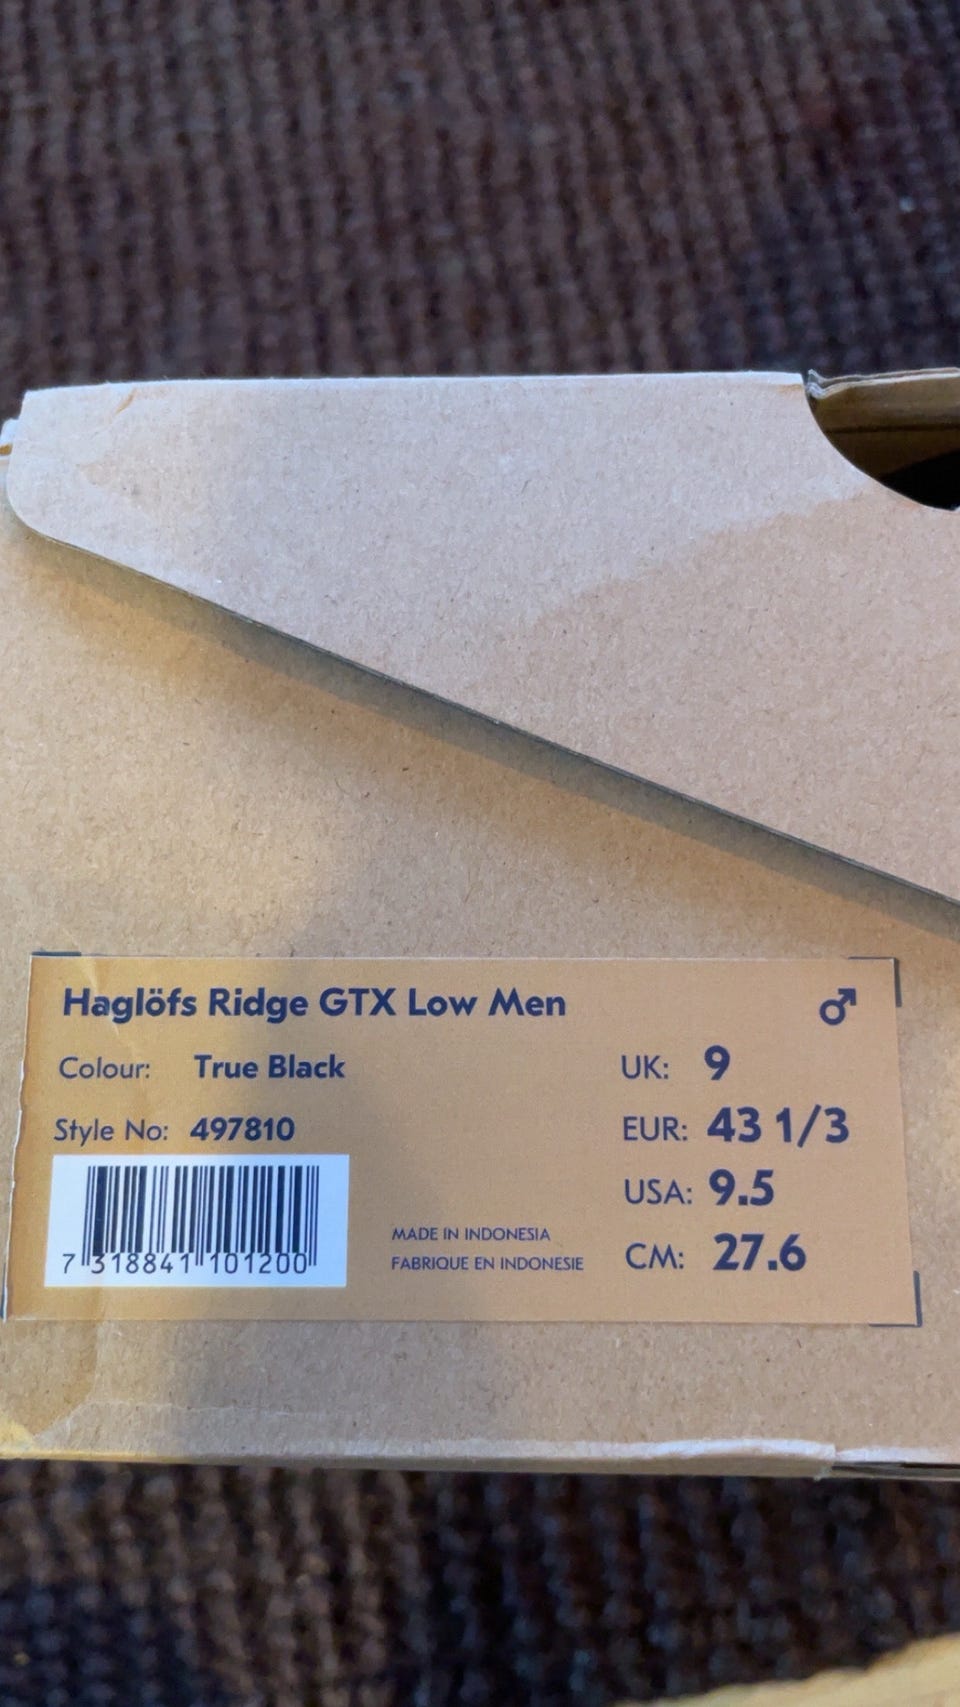 Haglöfs Ridge GTX Low Men ♂
Colour: True Black
UK: 9
Style No: 497810
EUR: 43 1/3
USA: 9.5
MADE IN INDONESIA
FABRIQUE EN INDONESIE
CM: 27.6
7 318841 101200